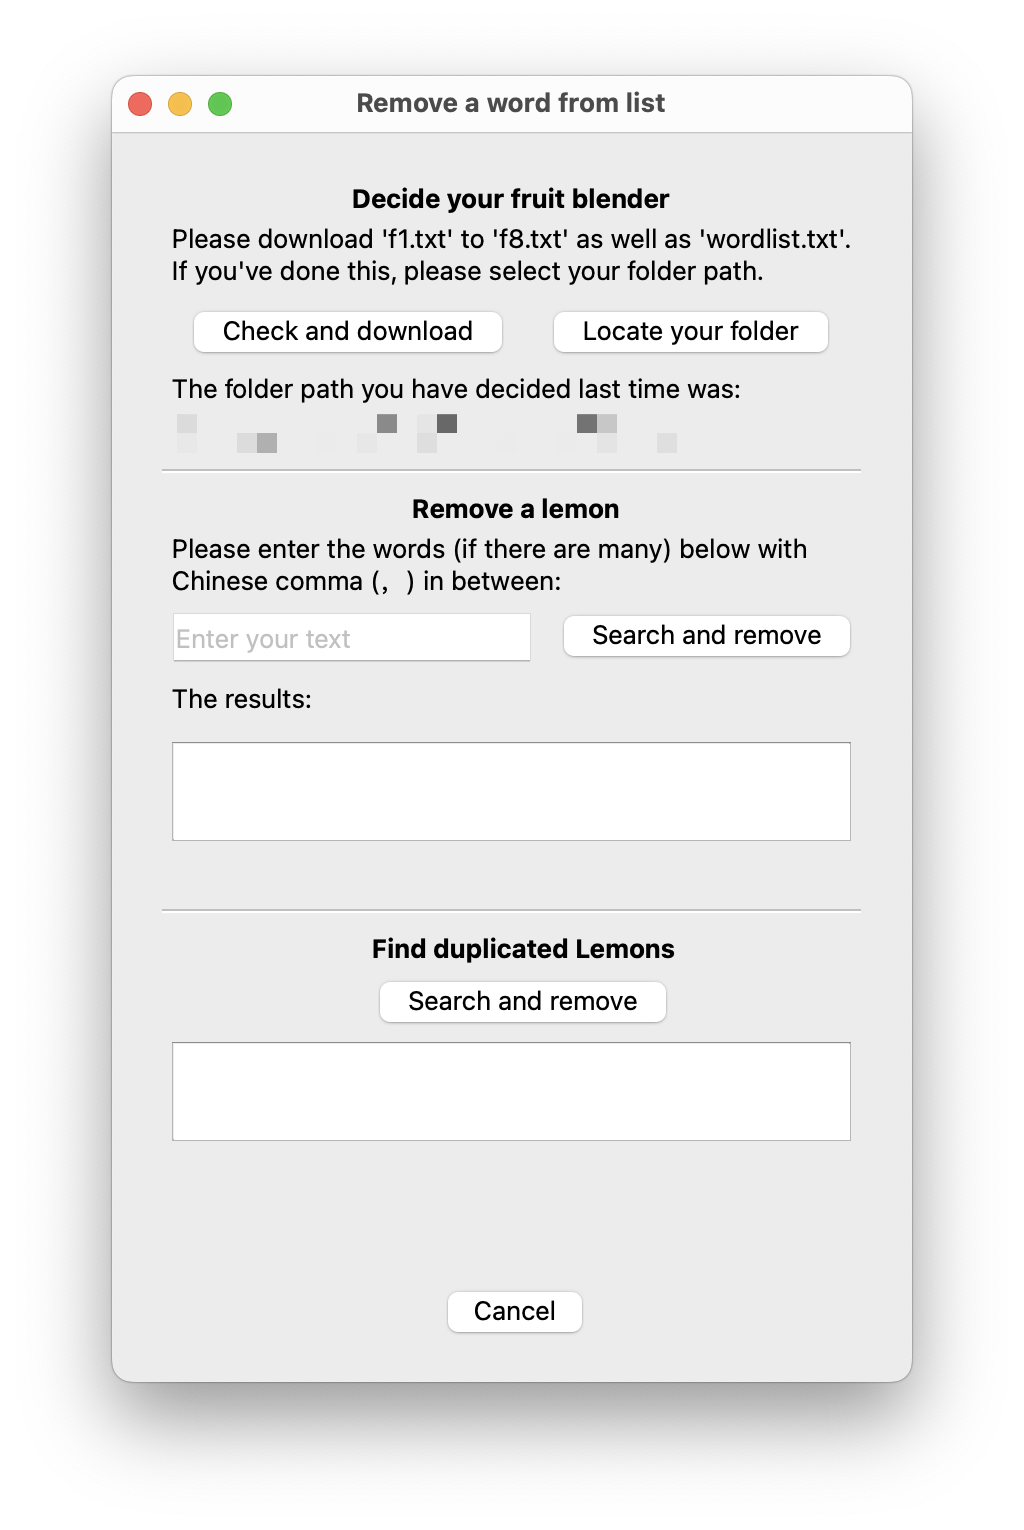 Remove a word from list
Decide your fruit blender
Please download 'f1.txt' to 'f8.txt' as well as 'wordlist.txt'.
If you've done this, please select your folder path.
Check and download
Locate your folder
The folder path you have decided last time was:
Remove a lemon
Please enter the words (if there are many) below with
Chinese comma (，) in between:
Enter your text
Search and remove
The results:
Find duplicated Lemons
Search and remove
Cancel